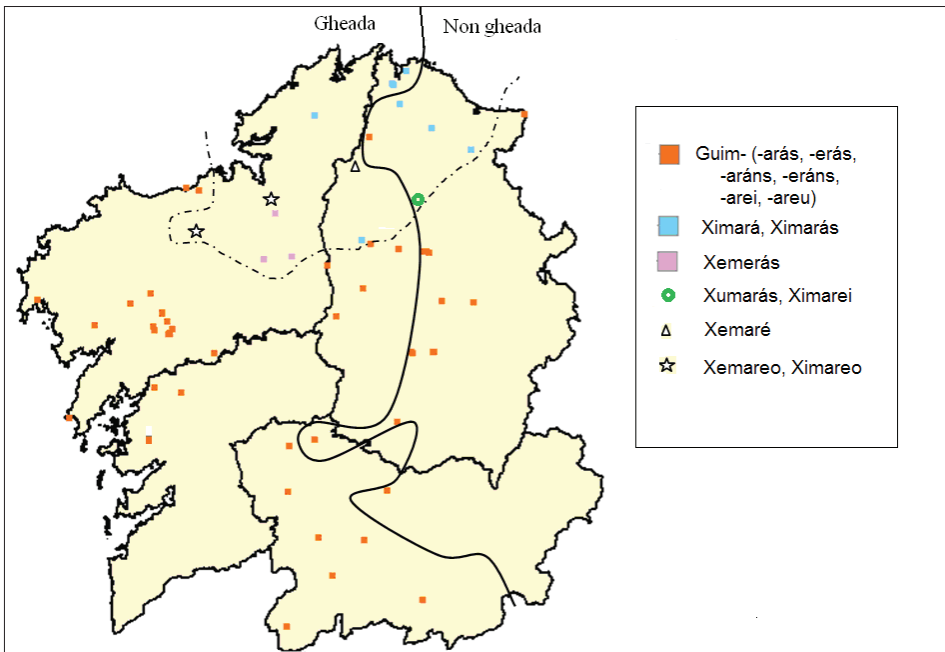 Gheada
Non gheada
Guim- (-arás, -erás,
-aráns, -eráns,
-arei, -areu)
Ximará, Ximarás
Xemerás
Xumarás, Ximarei
Xemaré
Xemareo, Ximareo